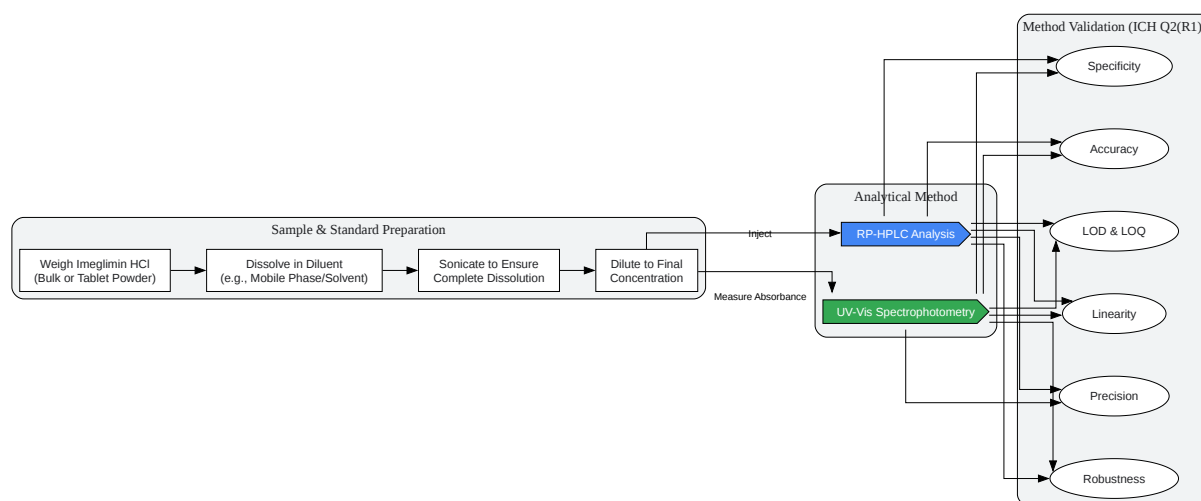 Method Validation (ICH Q2(R1)
Specificity
Accuracy
Analytical Method
Sample & Standard Preparation
Inject
RP-HPLC Analysis
LOD & LOQ
Weigh Imeglimin HCl
(Bulk or Tablet Powder)
Dissolve in Diluent
(e.g., Mobile Phase/Solvent)
Sonicate to Ensure
Complete Dissolution
Dilute to Final
Concentration
Measure Absorbance
UV-Vis Spectrophotometry
Linearity
Precision
Robustness